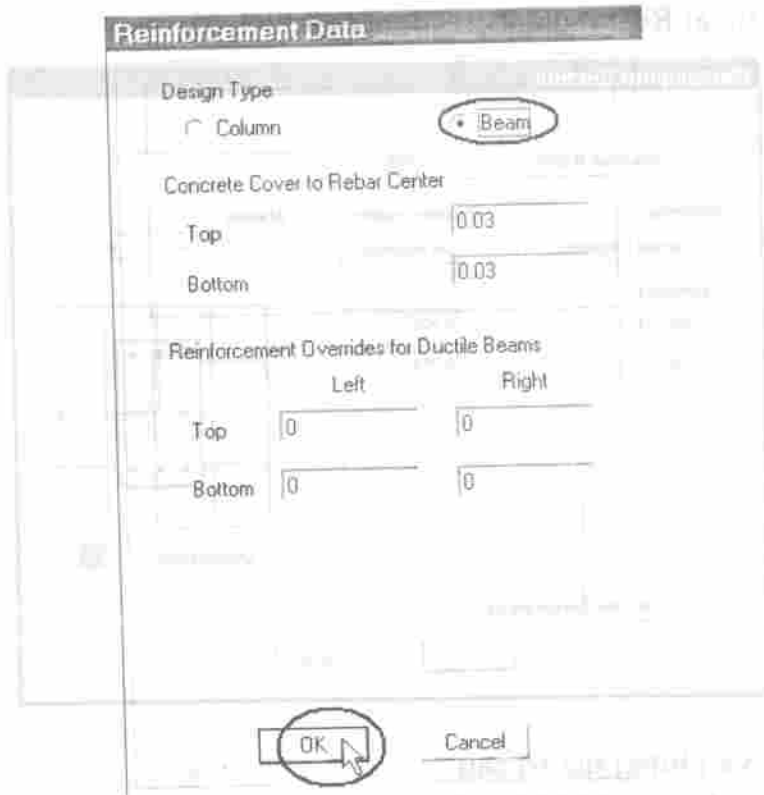 Reinforcement Data
Design Type
Column
Beam
Concrete Cover to Rebar Center
Top
0.03
Bottom
0.03
Reinforcement Overrides for Ductile Beams
Left Right
Top 0 0
Bottom 0 0
OK Cancel